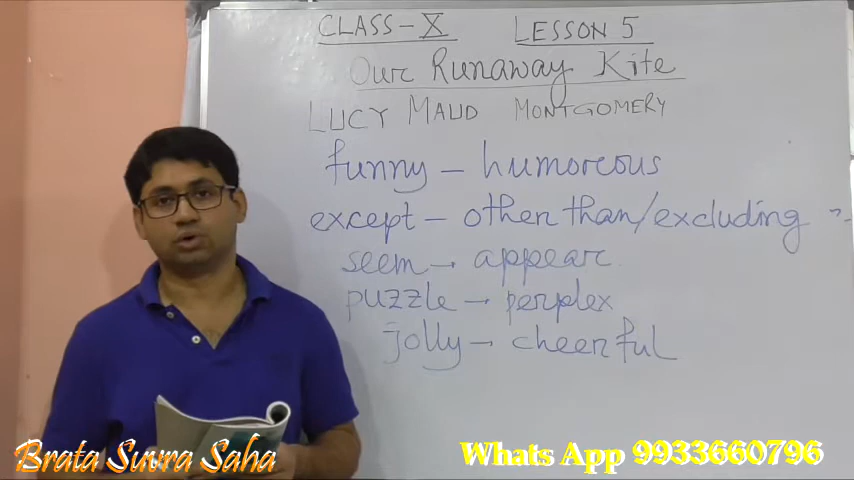 CLASS-X LESSON 5
Our Runaway Kite
LUCY MAUD MONTGOMERY
funny - humoreous
except - other than/excluding
seem → appear
puzzle → perplex
jolly → cheerful
Brata Suvra Saha
Whats App 9933660796